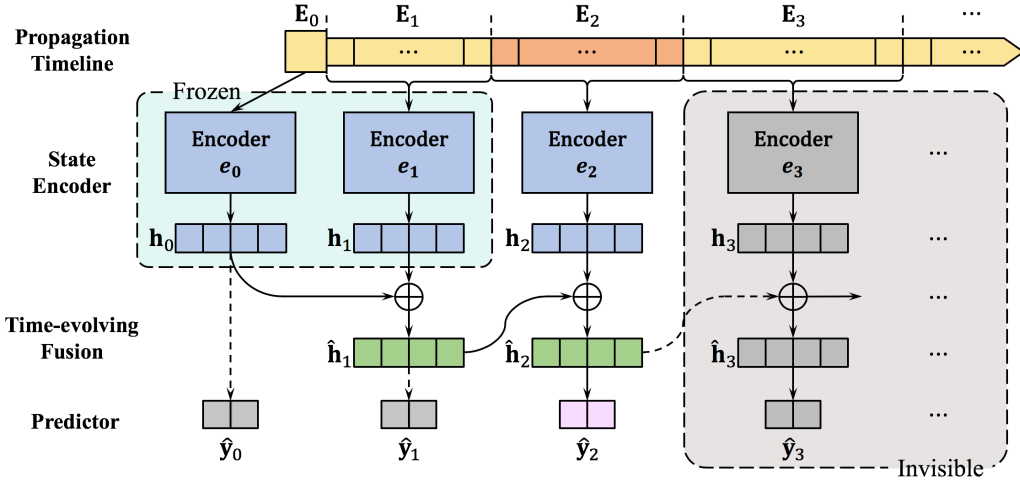 E₀ E₁ E₂ E₃ ...
Propagation
Timeline
... ... ... ...
Frozen
State
Encoder
Encoder e₀
Encoder e₁
Encoder e₂
Encoder e₃
...
h₀ h₁ h₂ h₃ ...
...
Time-evolving
Fusion
ĥ₁ ĥ₂ ĥ₃ ...
Predictor
...
ŷ₀ ŷ₁ ŷ₂ ŷ₃
Invisible